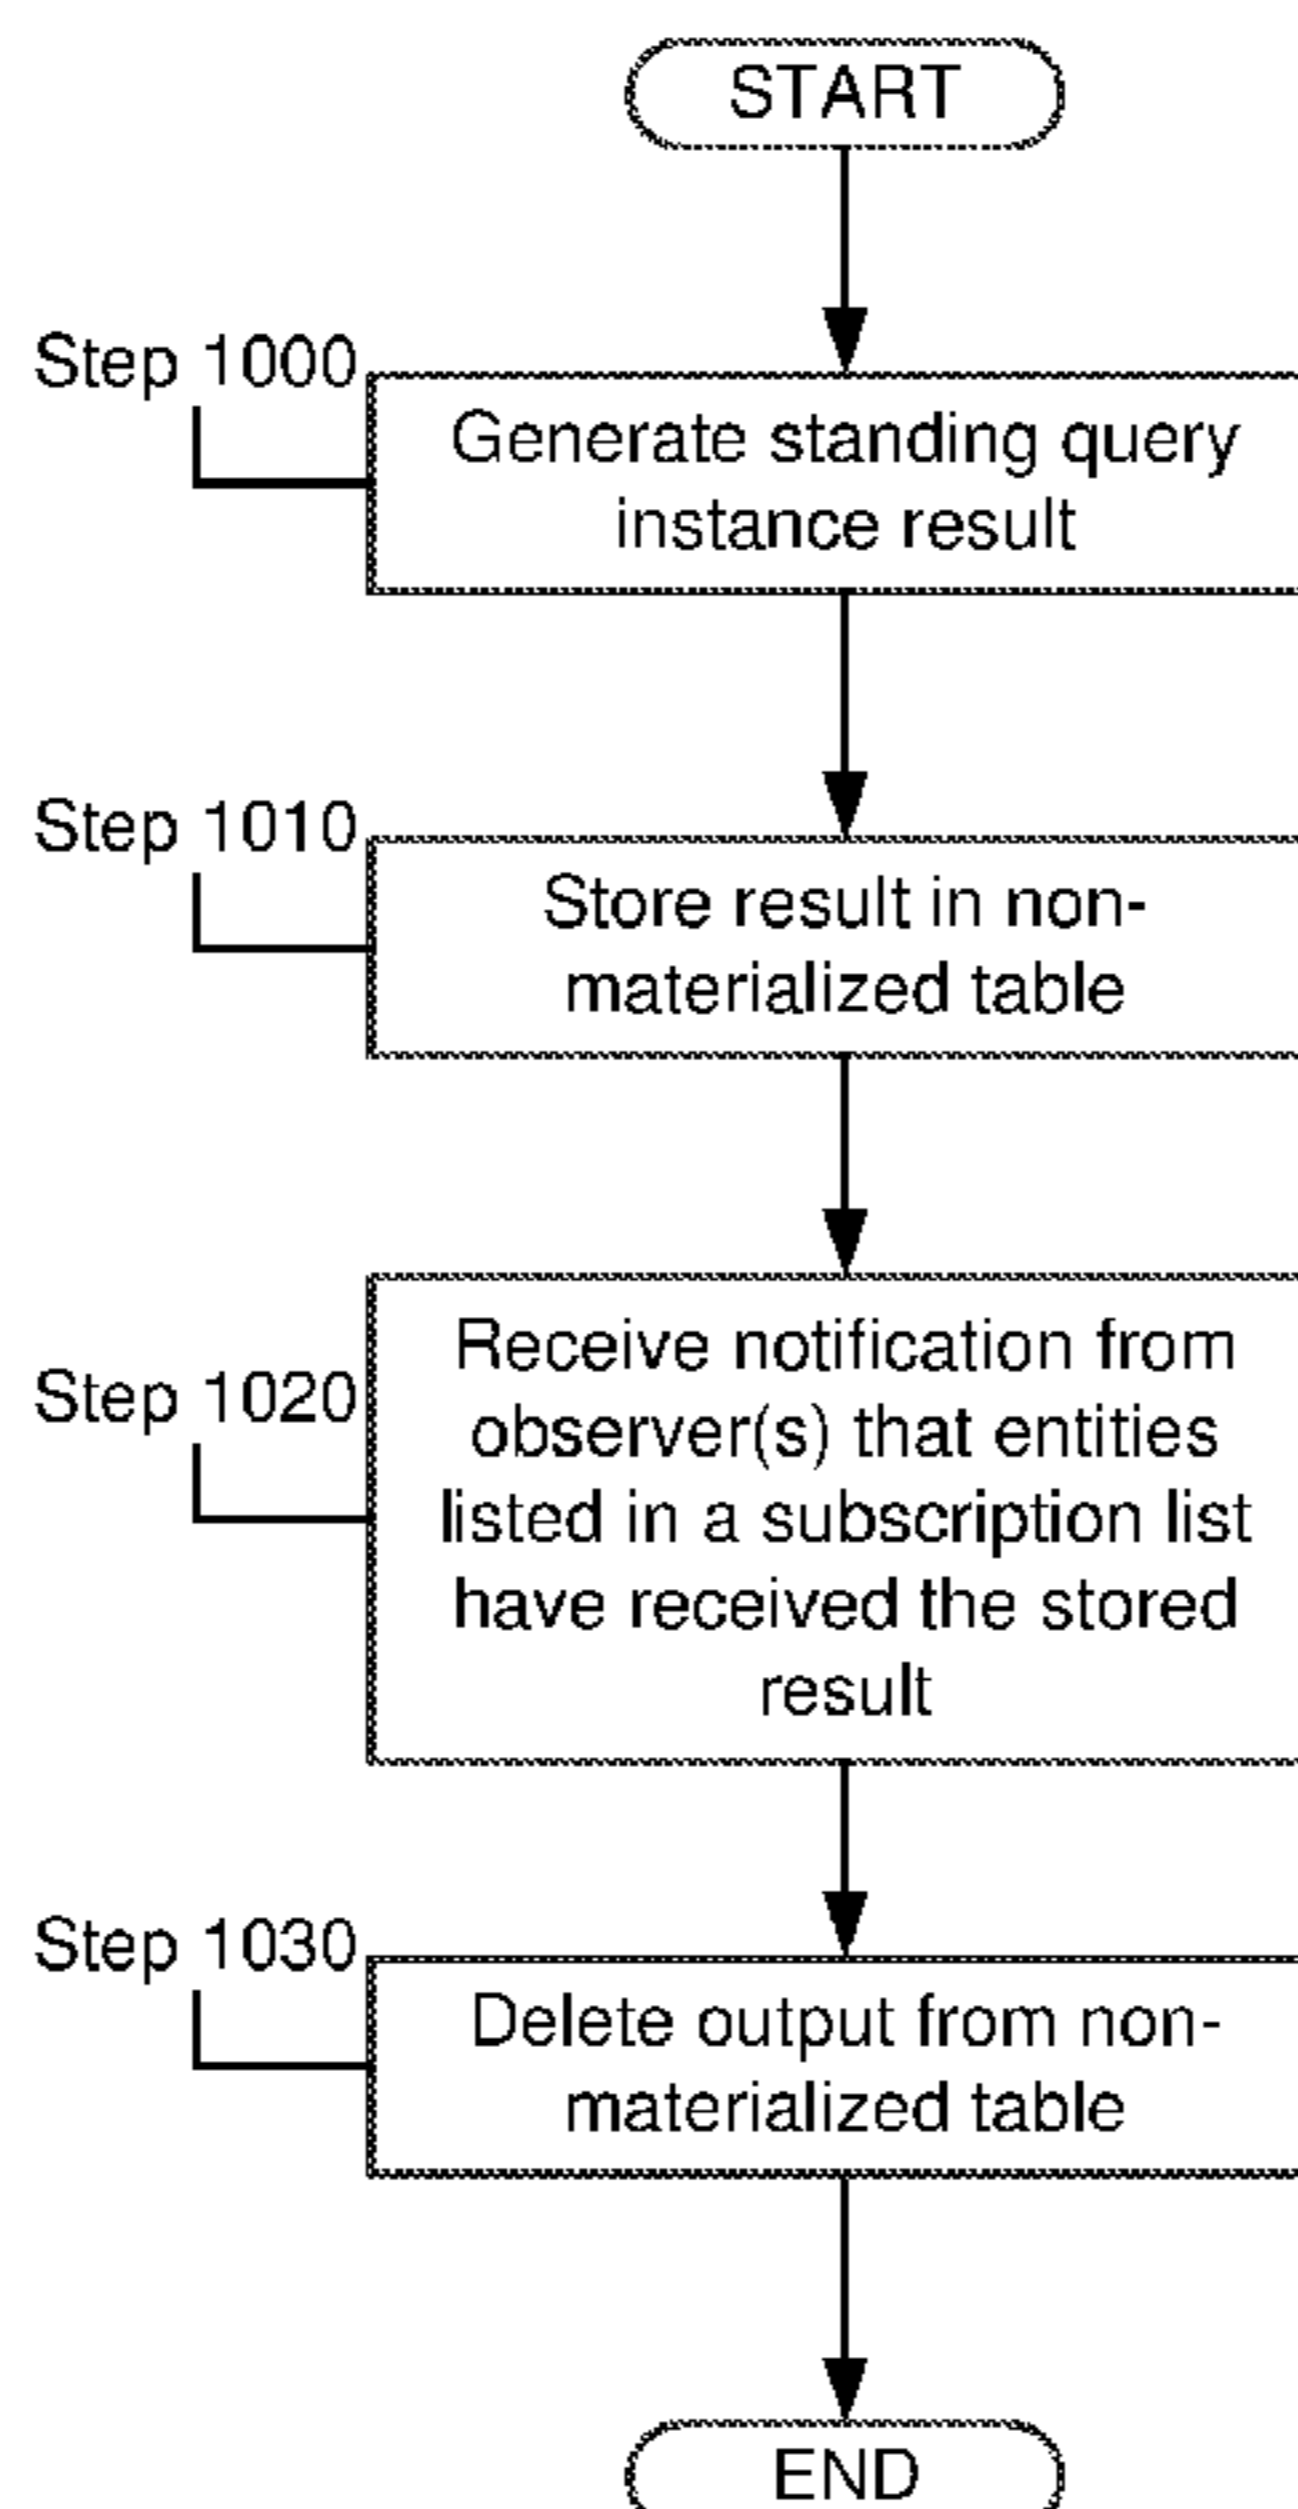 START
Step 1000
Generate standing query
instance result
Step 1010
Store result in non-
materialized table
Step 1020
Receive notification from
observer(s) that entities
listed in a subscription list
have received the stored
result
Step 1030
Delete output from non-
materialized table
END